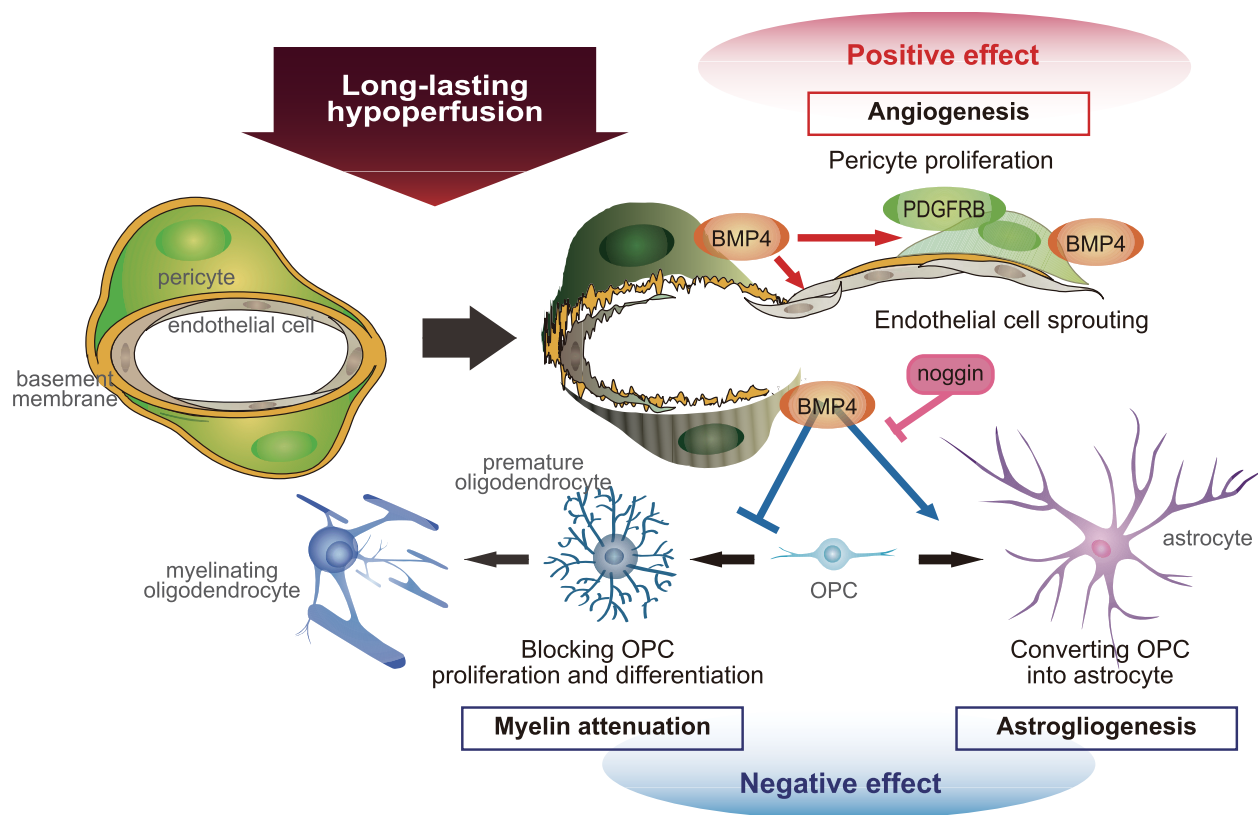 Long-lasting
hypoperfusion
Positive effect
Angiogenesis
Pericyte proliferation
PDGFRB
BMP4
BMP4
pericyte
endothelial cell
basement
membrane
Endothelial cell sprouting
noggin
BMP4
premature
oligodendrocyte
astrocyte
myelinating
oligodendrocyte
OPC
Blocking OPC
proliferation and differentiation
Converting OPC
into astrocyte
Myelin attenuation
Astrogliogenesis
Negative effect